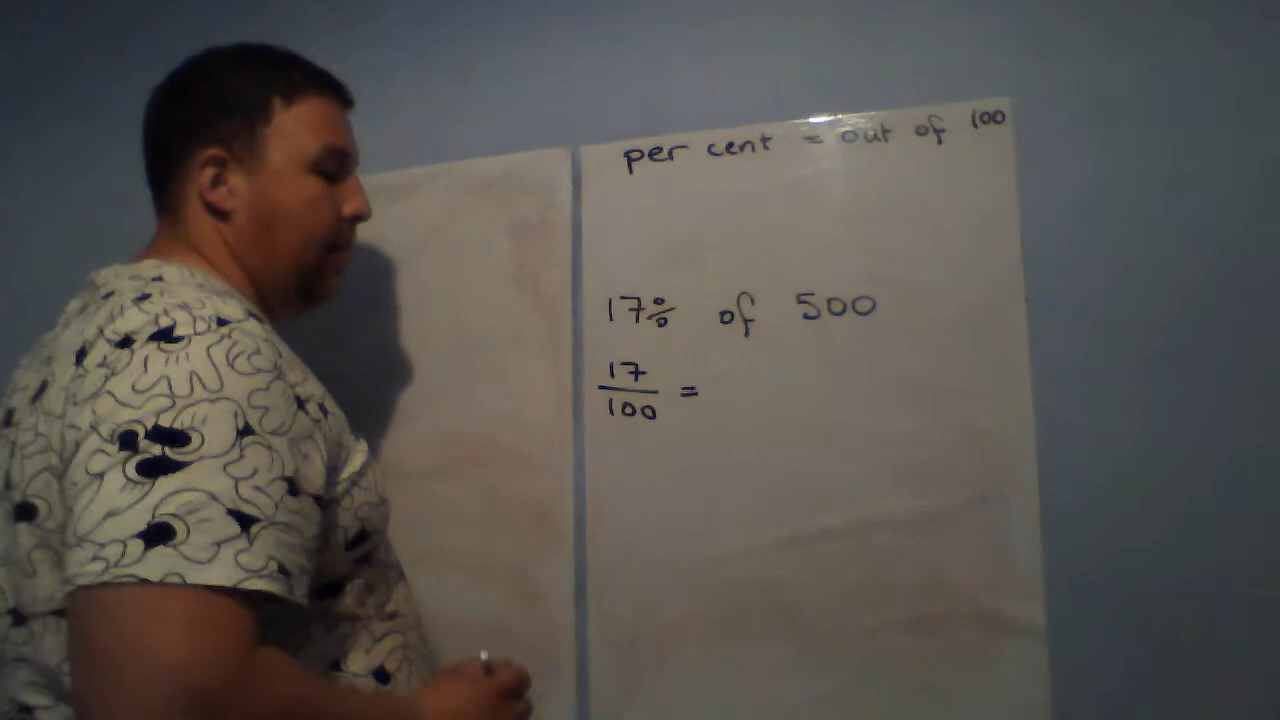 per cent = out of 100
17% of 500
17
100 =